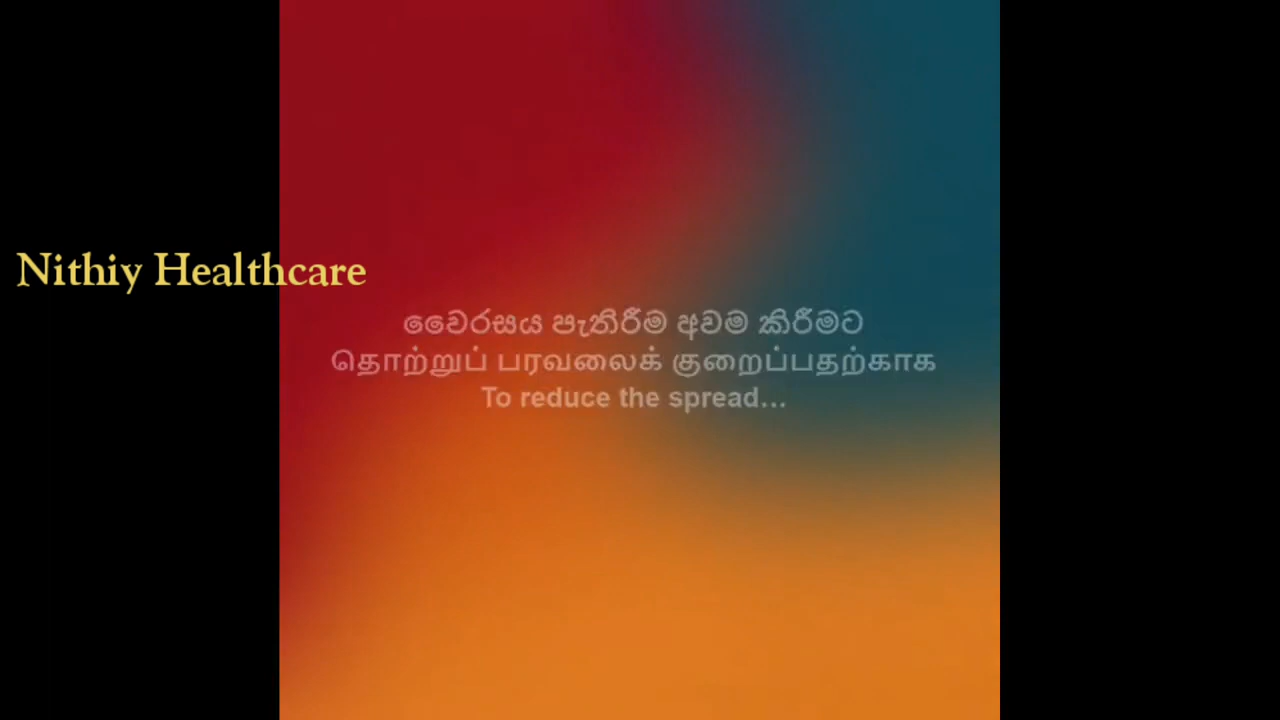 Nithiy Healthcare
වෛරසය පැතිරීම අවම කිරීමට
தொற்றுப் பரவலைக் குறைப்பதற்காக
To reduce the spread...